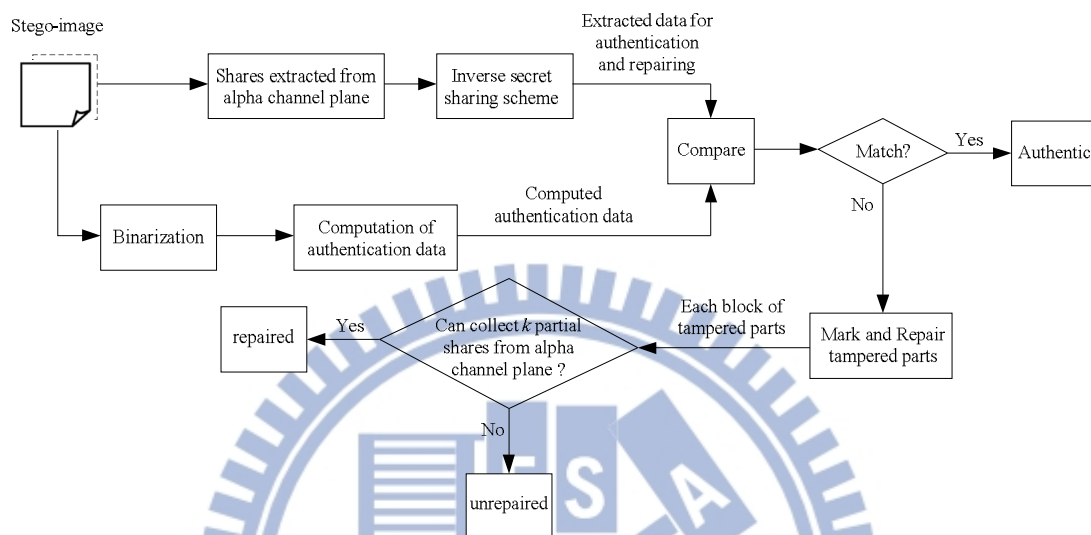 Stego-image
Extracted data for
authentication
and repairing
Shares extracted from
alpha channel plane
Inverse secret
sharing scheme
Compare
Match?
Yes
Authentic
No
Binarization
Computation of
authentication data
Computed
authentication data
Each block of
tampered parts
Mark and Repair
tampered parts
Can collect k partial
shares from alpha
channel plane ?
Yes
repaired
No
unrepaired
E
S
A